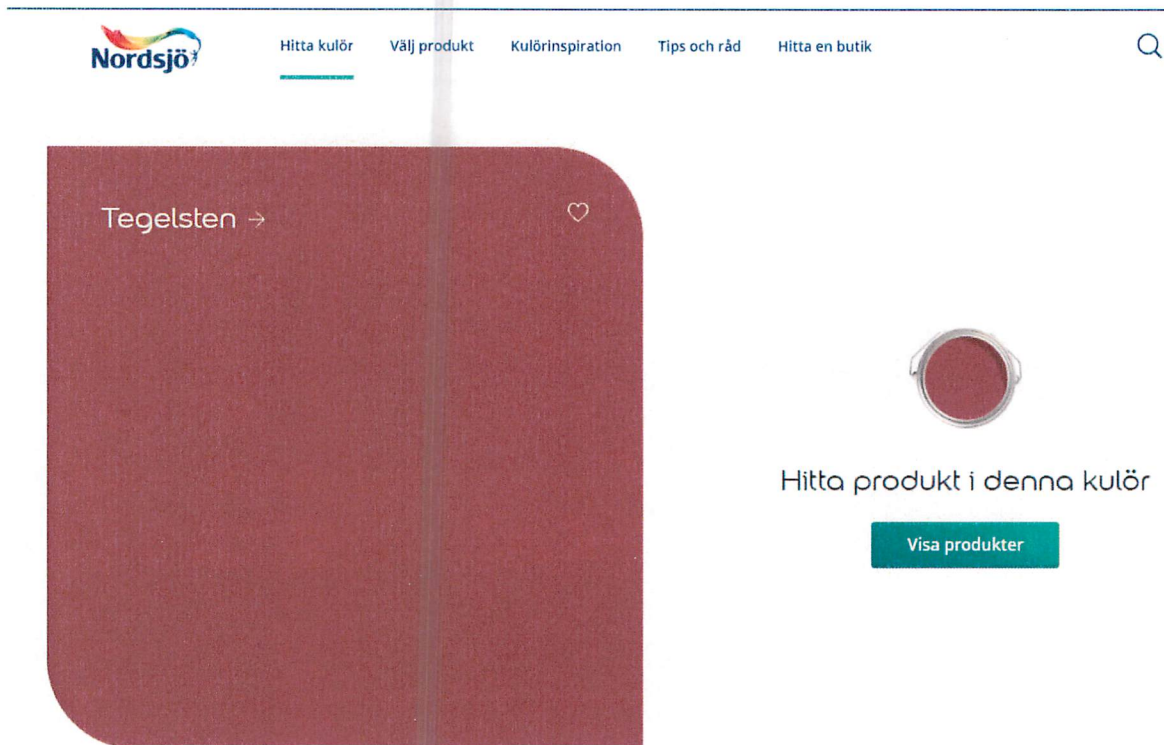 Nordsjö
Hitta kulör Välj produkt Kulörinspiration Tips och råd Hitta en butik
Tegelsten →
Hitta produkt i denna kulör
Visa produkter